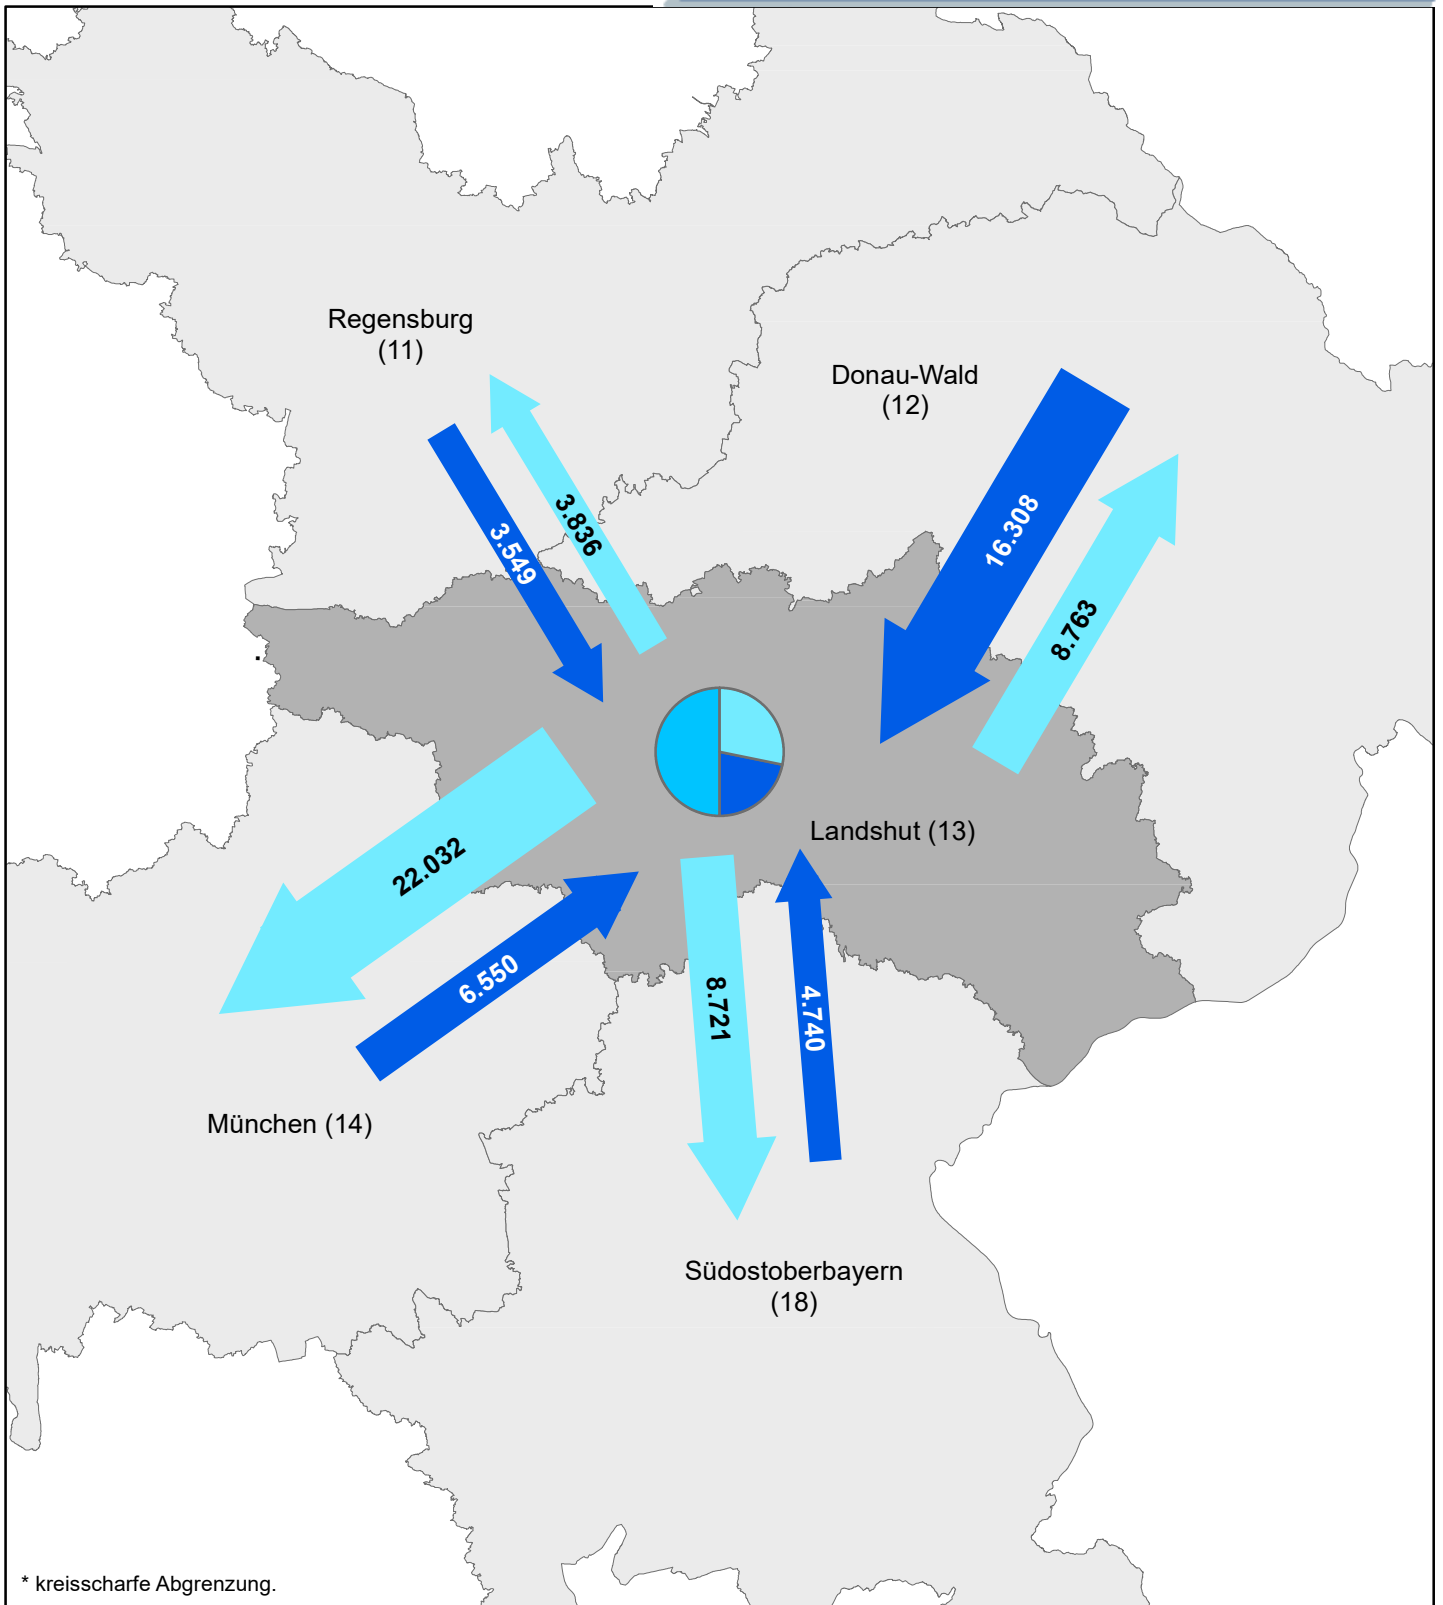 Regensburg
(11)
Donau-Wald
(12)
3.836
3.549
16.308
8.763
Landshut (13)
22.032
6.550
8.721
4.740
München (14)
Südostoberbayern
(18)
* kreisscharfe Abgrenzung.